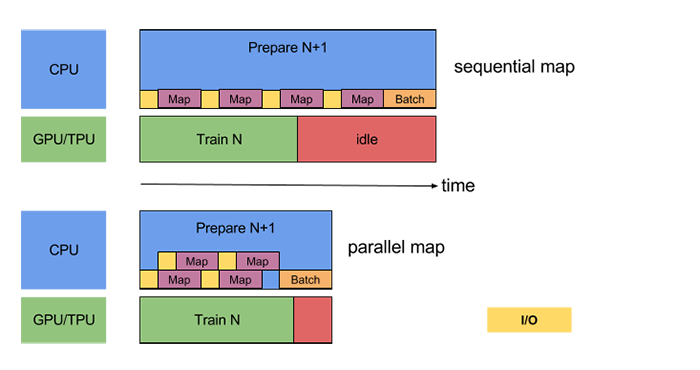 Prepare N+1
CPU
sequential map
Map
Map
Map
Map
Batch
GPU/TPU
Train N
idle
time
Prepare N+1
CPU
parallel map
Map
Map
Map
Map
Batch
GPU/TPU
Train N
I/O